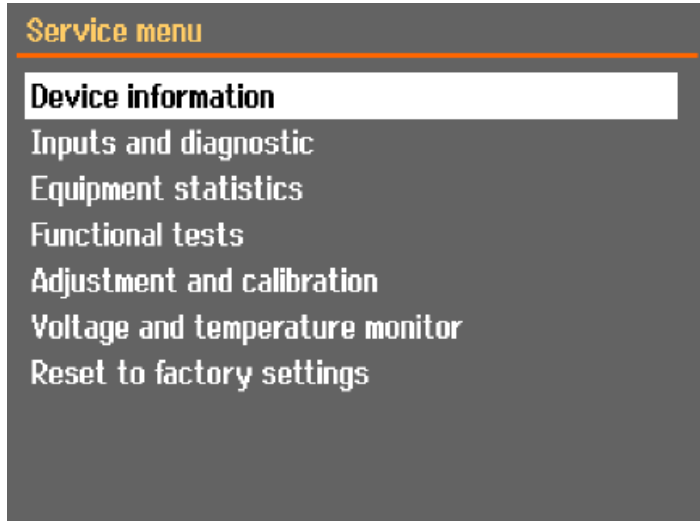 Service menu
Device information
Inputs and diagnostic
Equipment statistics
Functional tests
Adjustment and calibration
Voltage and temperature monitor
Reset to factory settings